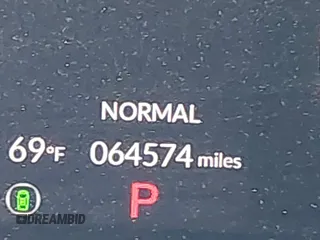 NORMAL
69°F 064574 miles
P
DREAMBID